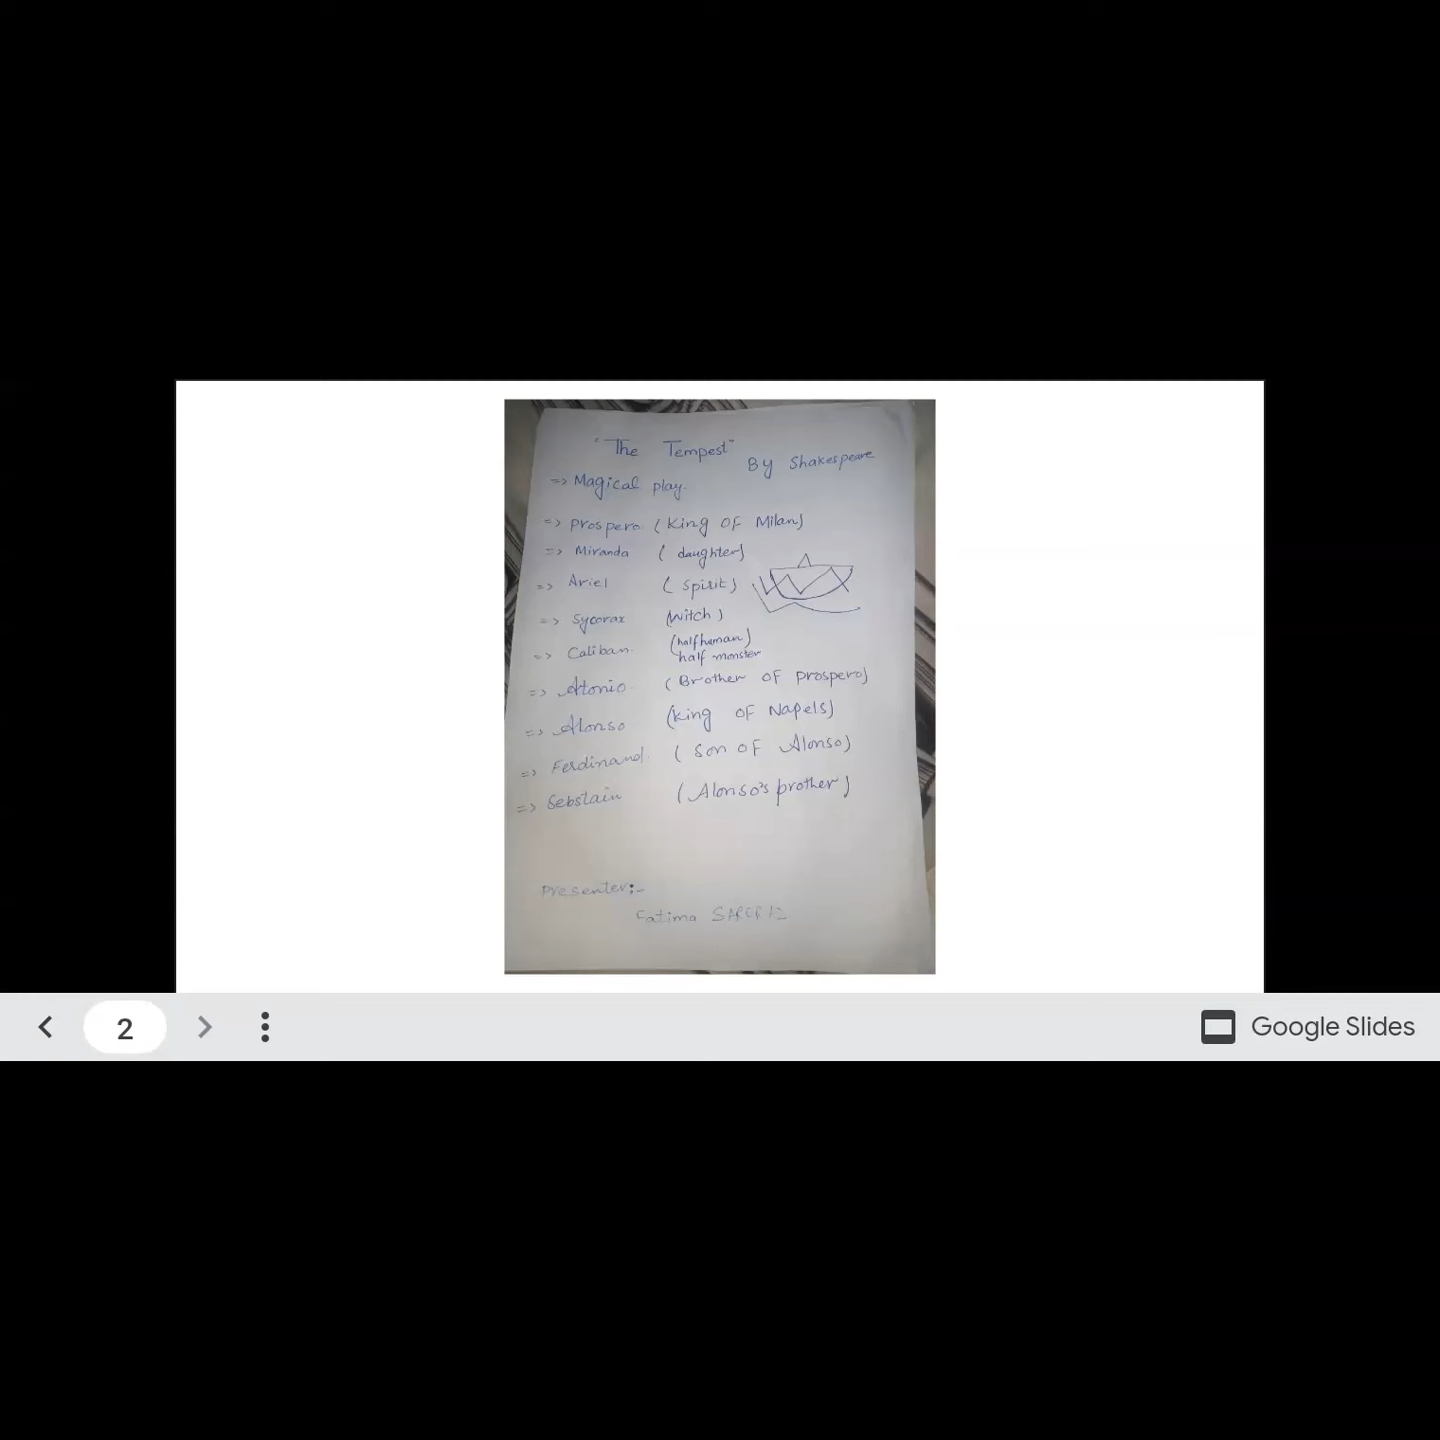 "The Tempest"
By Shakespeare
=> Magical play.
=> Prospero (King OF Milan)
=> Miranda (daughter)
=> Ariel (spirit)
=> Sycorax (Witch)
=> Caliban (half human)
half monster
=> Atonio (Brother OF prospero)
=> Alonso (King OF Napels)
=> Ferdinand (Son OF Alonso)
=> Sebstain (Alonso's prother)
Presenter:-
Fatima
2
Google Slides